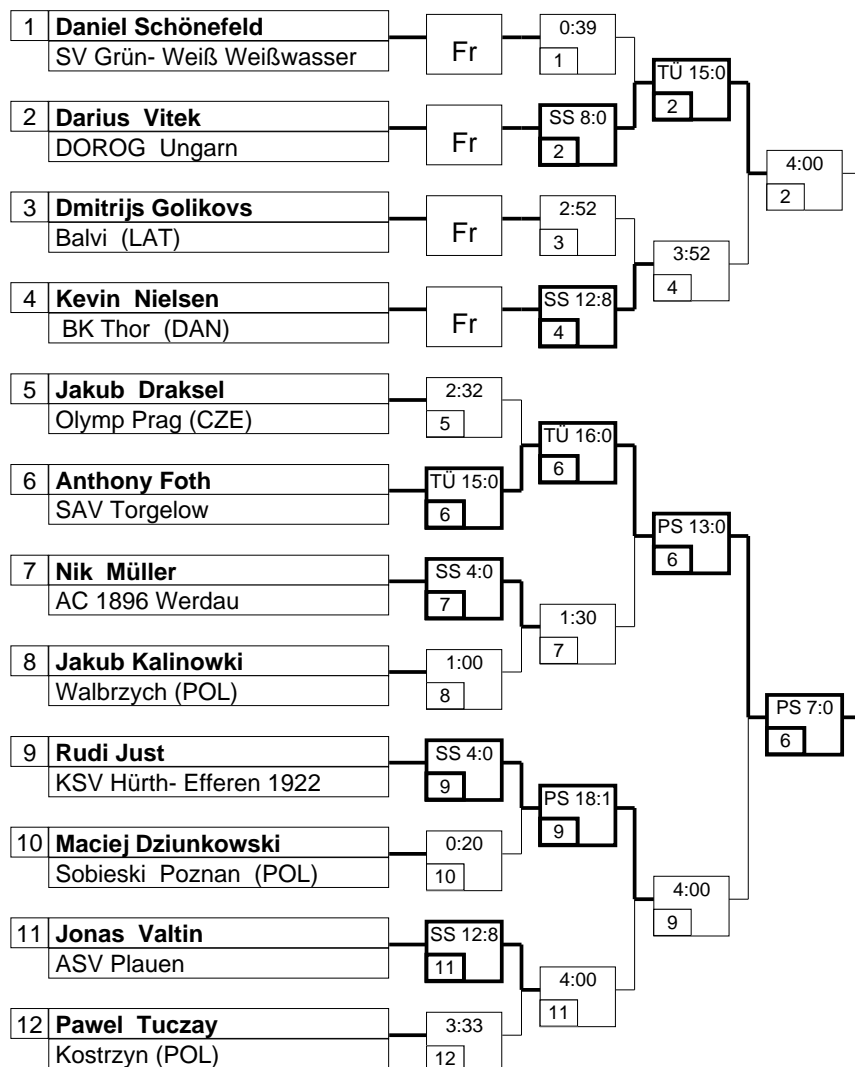 1 Daniel Schönefeld
SV Grün- Weiß Weißwasser
Fr
0:39
1
TÜ 15:0
2
2 Darius Vitek
DOROG Ungarn
Fr
SS 8:0
2
4:00
2
3 Dmitrijs Golikovs
Balvi (LAT)
Fr
2:52
3
3:52
4
4 Kevin Nielsen
BK Thor (DAN)
Fr
SS 12:8
4
5 Jakub Draksel
Olymp Prag (CZE)
2:32
5
TÜ 16:0
6
6 Anthony Foth
SAV Torgelow
TÜ 15:0
6
PS 13:0
6
7 Nik Müller
AC 1896 Werdau
SS 4:0
7
1:30
7
8 Jakub Kalinowki
Walbrzych (POL)
1:00
8
PS 7:0
6
9 Rudi Just
KSV Hürth- Efferen 1922
SS 4:0
9
PS 18:1
9
10 Maciej Dziunkowski
Sobieski Poznan (POL)
0:20
10
4:00
9
11 Jonas Valtin
ASV Plauen
SS 12:8
11
4:00
11
12 Pawel Tuczay
Kostrzyn (POL)
3:33
12